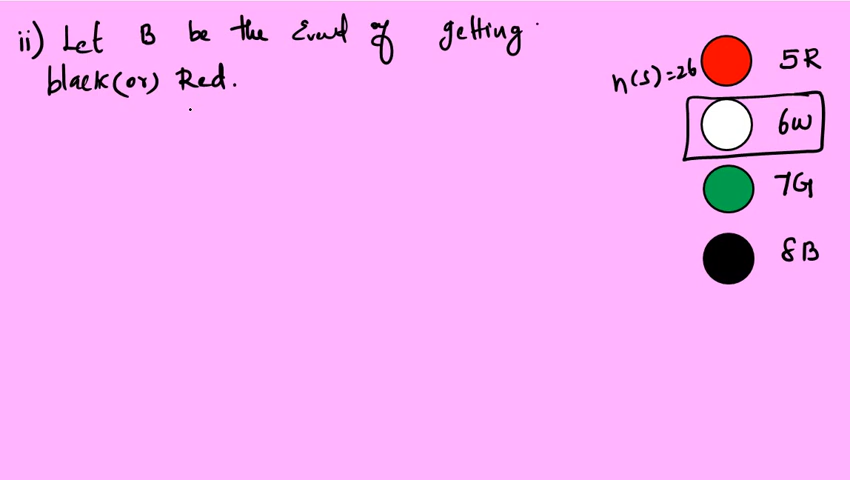 ii) Let B be the Event of getting
black(or) Red.
n(s)=26
5R
6W
7G
8B